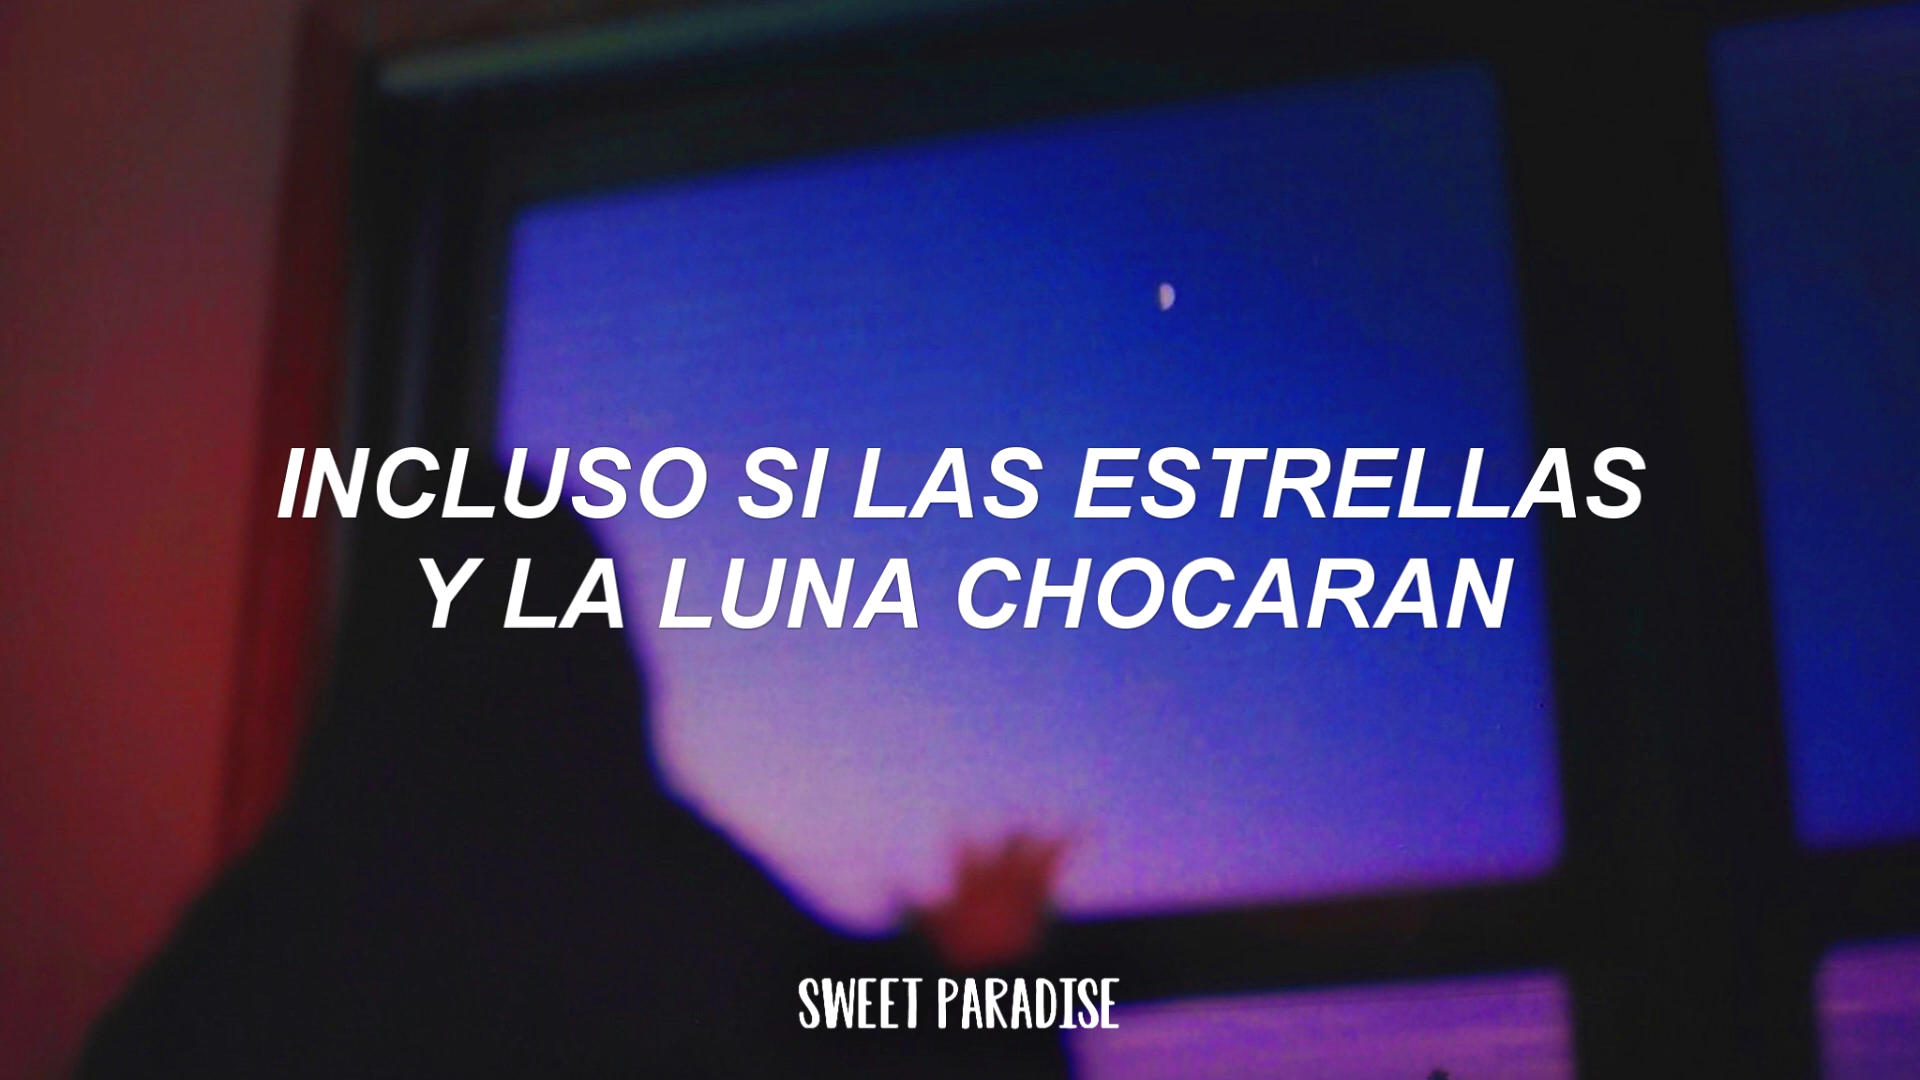 INCLUSO SI LAS ESTRELLAS
Y LA LUNA CHOCARAN
SWEET PARADISE